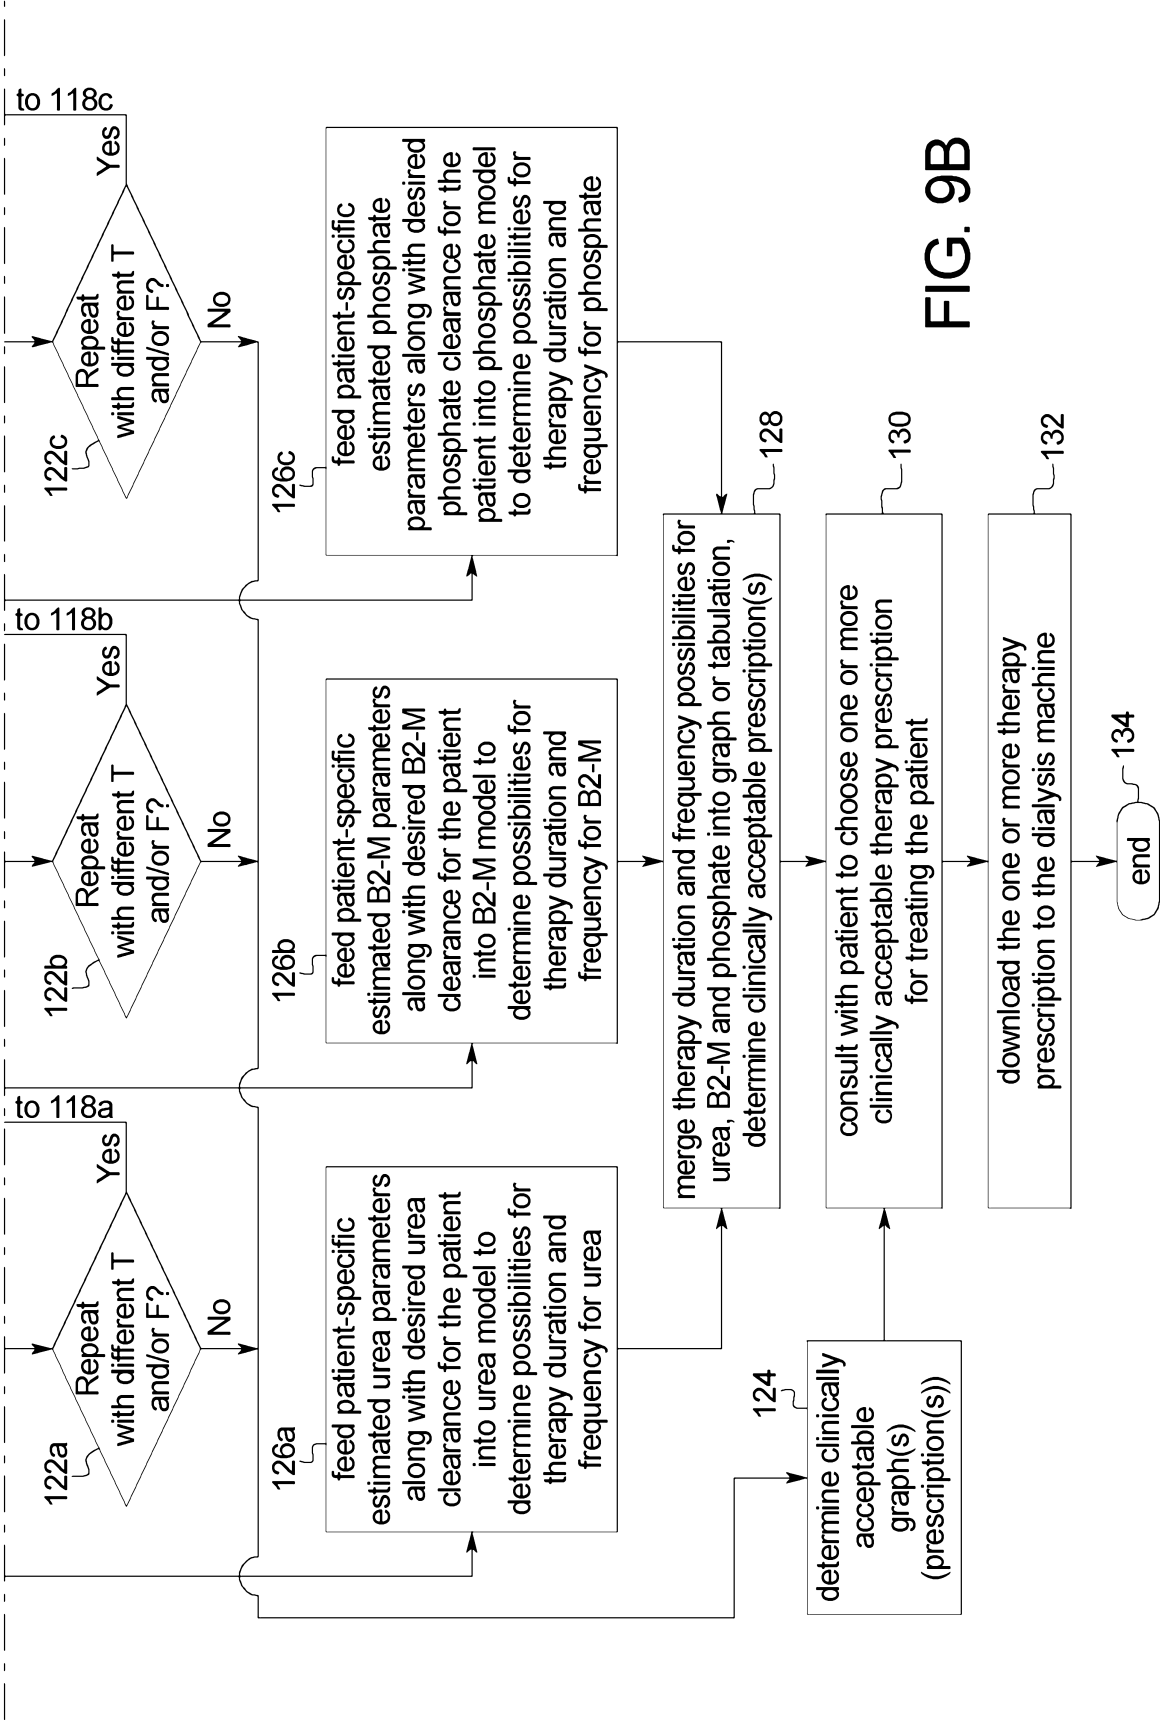 to 118a
to 118b
to 118c
122a
Repeat
with different T
and/or F?
Yes
No
122b
Repeat
with different T
and/or F?
Yes
No
122c
Repeat
with different T
and/or F?
Yes
No
126a
feed patient-specific
estimated urea parameters
along with desired urea
clearance for the patient
into urea model to
determine possibilities for
therapy duration and
frequency for urea
126b
feed patient-specific
estimated B2-M parameters
along with desired B2-M
clearance for the patient
into B2-M model to
determine possibilities for
therapy duration and
frequency for B2-M
126c
feed patient-specific
estimated phosphate
parameters along with desired
phosphate clearance for the
patient into phosphate model
to determine possibilities for
therapy duration and
frequency for phosphate
merge therapy duration and frequency possibilities for
urea, B2-M and phosphate into graph or tabulation,
determine clinically acceptable prescription(s)
128
124
determine clinically
acceptable
graph(s)
(prescription(s))
consult with patient to choose one or more
clinically acceptable therapy prescription
for treating the patient
130
download the one or more therapy
prescription to the dialysis machine
132
end
134
FIG. 9B